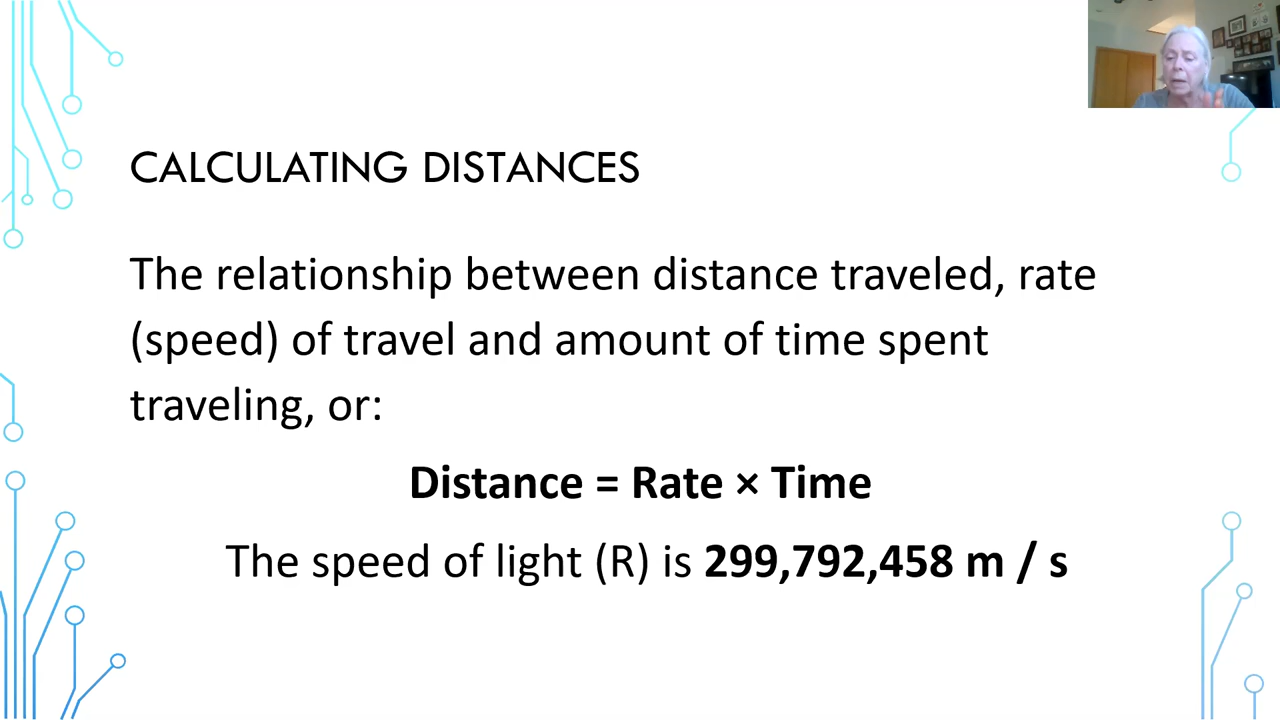 CALCULATING DISTANCES
The relationship between distance traveled, rate
(speed) of travel and amount of time spent
traveling, or:
Distance = Rate × Time
The speed of light (R) is 299,792,458 m / s